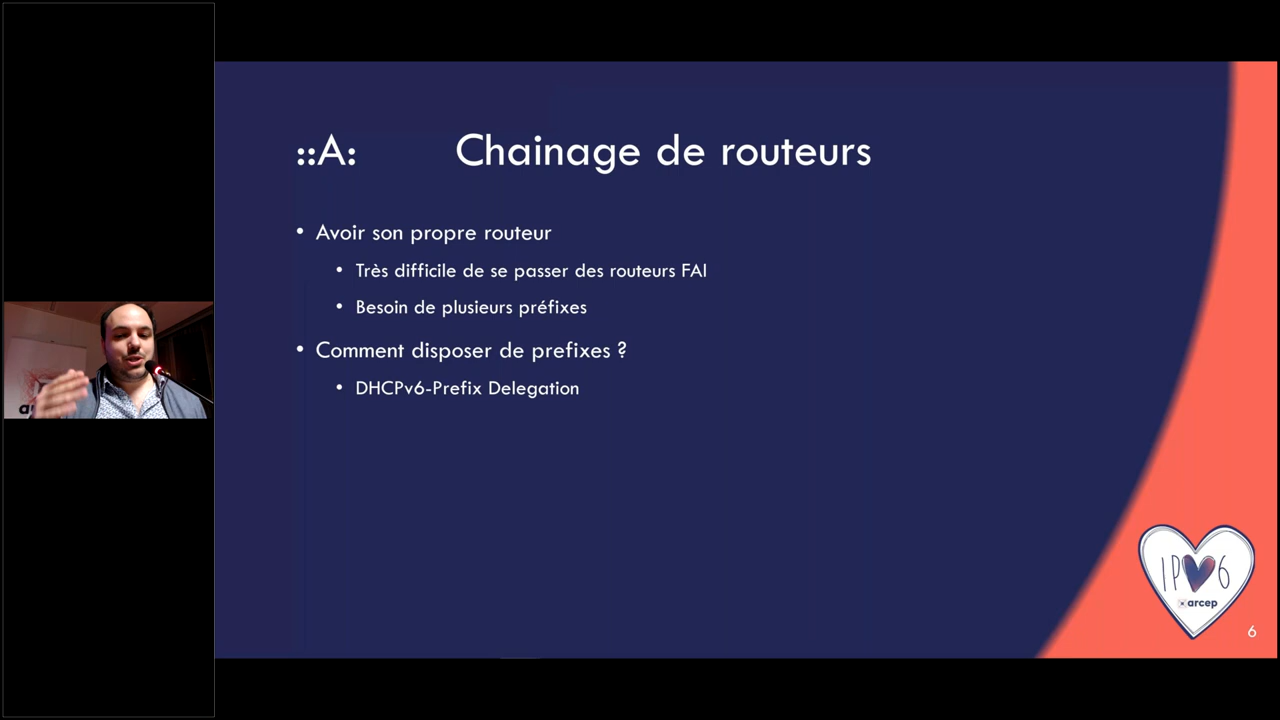 ::A: Chainage de routeurs
• Avoir son propre routeur
• Très difficile de se passer des routeurs FAI
• Besoin de plusieurs préfixes
• Comment disposer de prefixes ?
• DHCPv6-Prefix Delegation
IPV6
arcep
6